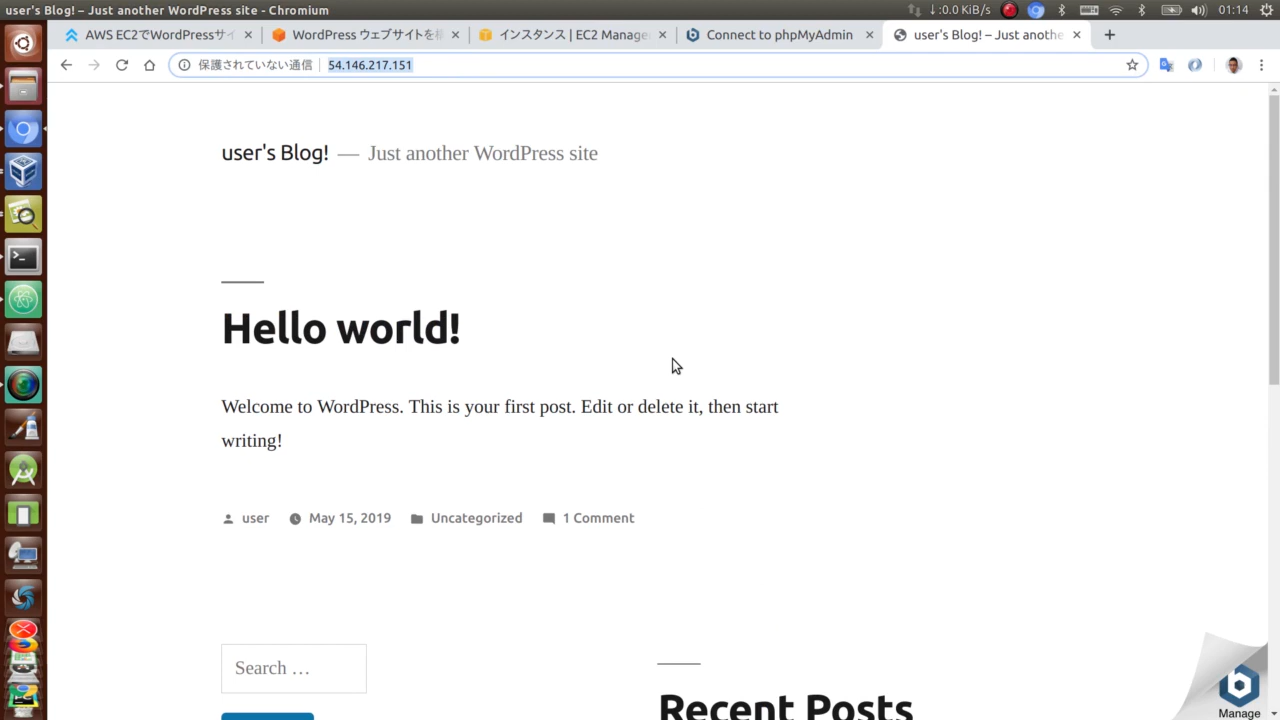 user's Blog! – Just another WordPress site - Chromium
↓:0.0 KiB/s
01:14
AWS EC2でWordPressサイ
WordPress ウェブサイトを構
インスタンス | EC2 Manage
Connect to phpMyAdmin
user's Blog! – Just anothe
保護されていない通信
54.146.217.151
user's Blog! — Just another WordPress site
Hello world!
Welcome to WordPress. This is your first post. Edit or delete it, then start
writing!
user
May 15, 2019
Uncategorized
1 Comment
Search …
Recent Posts
Manage